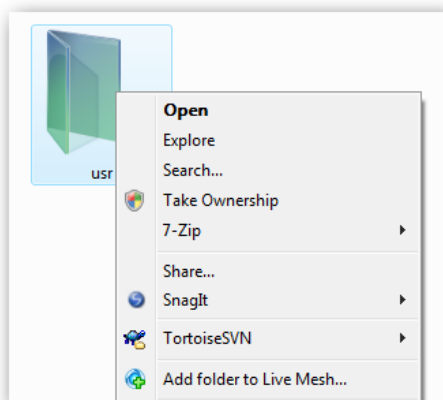 usr
Open
Explore
Search...
Take Ownership
7-Zip
Share...
SnagIt
TortoiseSVN
Add folder to Live Mesh...